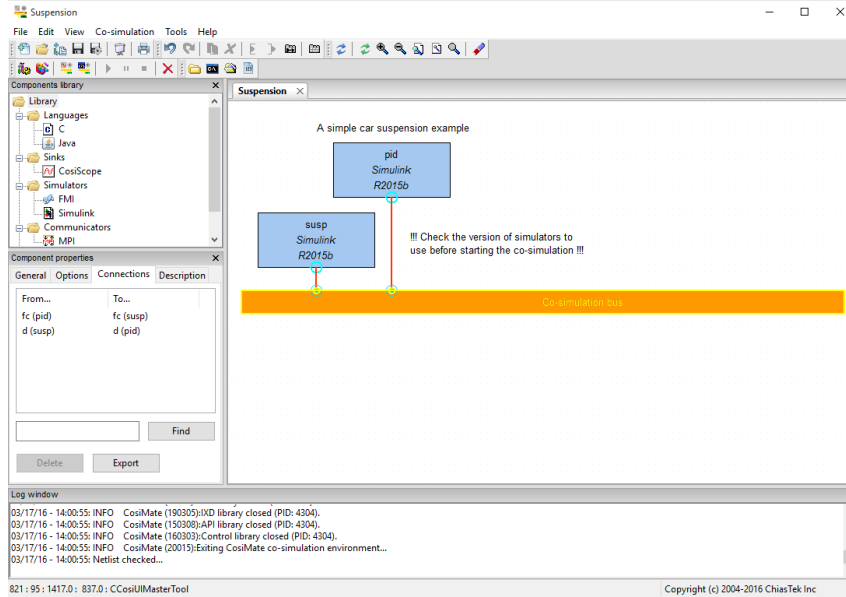 Suspension
File Edit View Co-simulation Tools Help
Components library
Library
Languages
C
Java
Sinks
CosiScope
Simulators
FMI
Simulink
Communicators
MPI
Component properties
General Options Connections Description
From... To...
fc (pid) fc (susp)
d (susp) d (pid)
Find
Delete Export
Suspension
A simple car suspension example
pid
Simulink
R2015b
susp
Simulink
R2015b
!!! Check the version of simulators to
use before starting the co-simulation !!!
Co-simulation bus
Log window
03/17/16 - 14:00:55: INFO CosiMate (190305):IXD library closed (PID: 4304).
03/17/16 - 14:00:55: INFO CosiMate (150308):API library closed (PID: 4304).
03/17/16 - 14:00:55: INFO CosiMate (160303):Control library closed (PID: 4304).
03/17/16 - 14:00:55: INFO CosiMate (20015):Exiting CosiMate co-simulation environment...
03/17/16 - 14:00:55: Netlist checked...
821 : 95 : 1417.0 : 837.0 : CCosiUIMasterTool
Copyright (c) 2004-2016 ChiasTek Inc